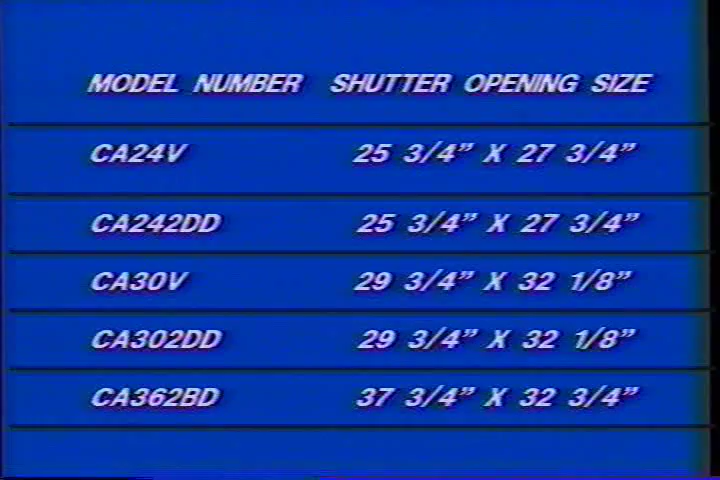 MODEL NUMBER SHUTTER OPENING SIZE
CA24V 25 3/4” X 27 3/4”
CA242DD 25 3/4” X 27 3/4”
CA30V 29 3/4” X 32 1/8”
CA302DD 29 3/4” X 32 1/8”
CA362BD 37 3/4” X 32 3/4”